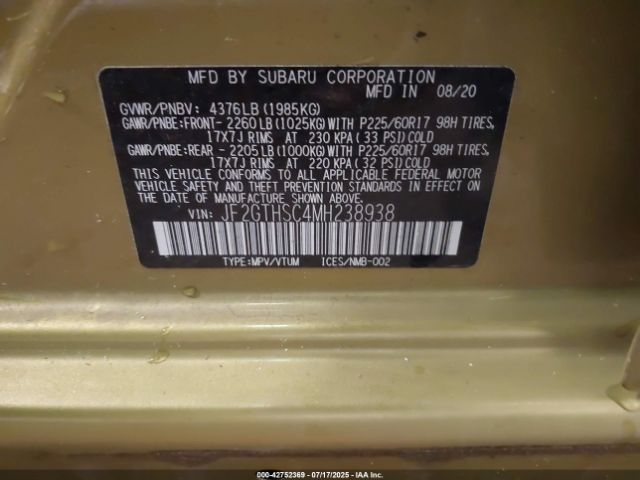 MFD BY SUBARU CORPORATION
MFD IN 08/20
GVWR/PNBV: 4376LB (1985KG)
GAWR/PNBE:FRONT- 2260LB (1025KG) WITH P225/60R17 98H TIRES,
17X7J RIMS AT 230 KPA (33 PSI) COLD
GAWR/PNBE:REAR - 2205LB (1000KG) WITH P225/60R17 98H TIRES,
17X7J RIMS AT 220 KPA (32 PSI) COLD
THIS VEHICLE CONFORMS TO ALL APPLICABLE FEDERAL MOTOR
VEHICLE SAFETY AND THEFT PREVENTION STANDARDS IN EFFECT
ON THE DATE OF MANUFACTURE SHOWN ABOVE.
VIN: JF2GTHSC4MH238938
TYPE:MPV/VTUM ICES/NMB-002
IAAI - 42752369 - 07/17/2025 - IAAI.COM